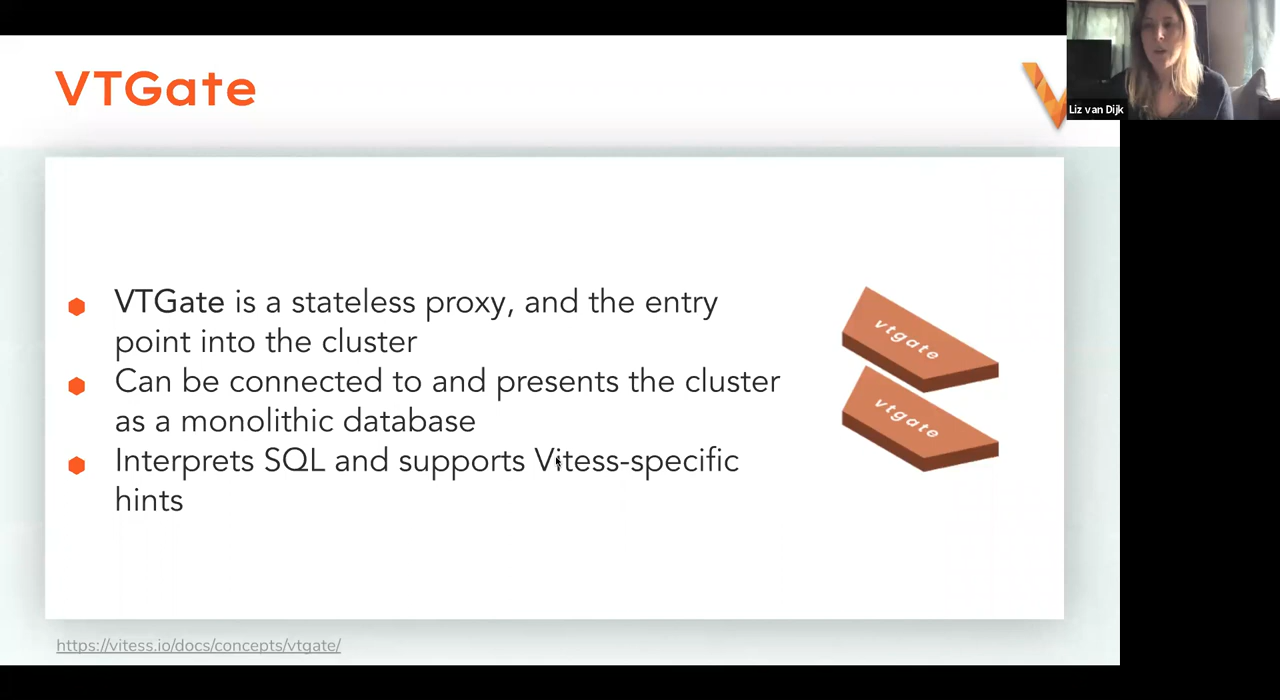 VTGate
Liz van Dijk
VTGate is a stateless proxy, and the entry
point into the cluster
Can be connected to and presents the cluster
as a monolithic database
Interprets SQL and supports Vitess-specific
hints
vtgate
vtgate
https://vitess.io/docs/concepts/vtgate/